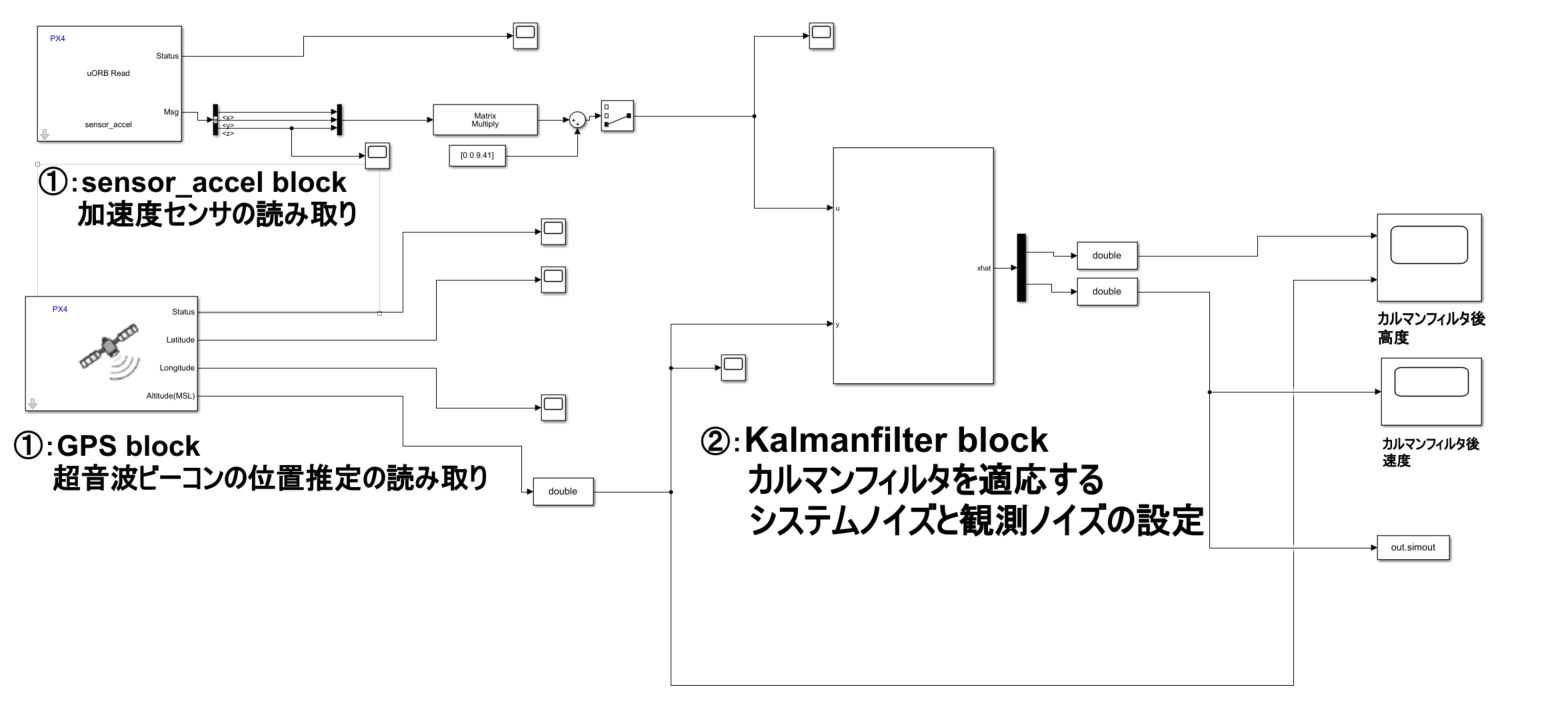 PX4
Status
uORB Read
Msg
sensor_accel
<x>
<y>
<z>
Matrix
Multiply
[0 0 9.41]
①:sensor_accel block
加速度センサの読み取り
PX4
Status
Latitude
Longitude
Altitude(MSL)
①:GPS block
超音波ビーコンの位置推定の読み取り
double
u
y
xhat
②:Kalmanfilter block
カルマンフィルタを適応する
システムノイズと観測ノイズの設定
double
double
カルマンフィルタ後
高度
カルマンフィルタ後
速度
out.simout